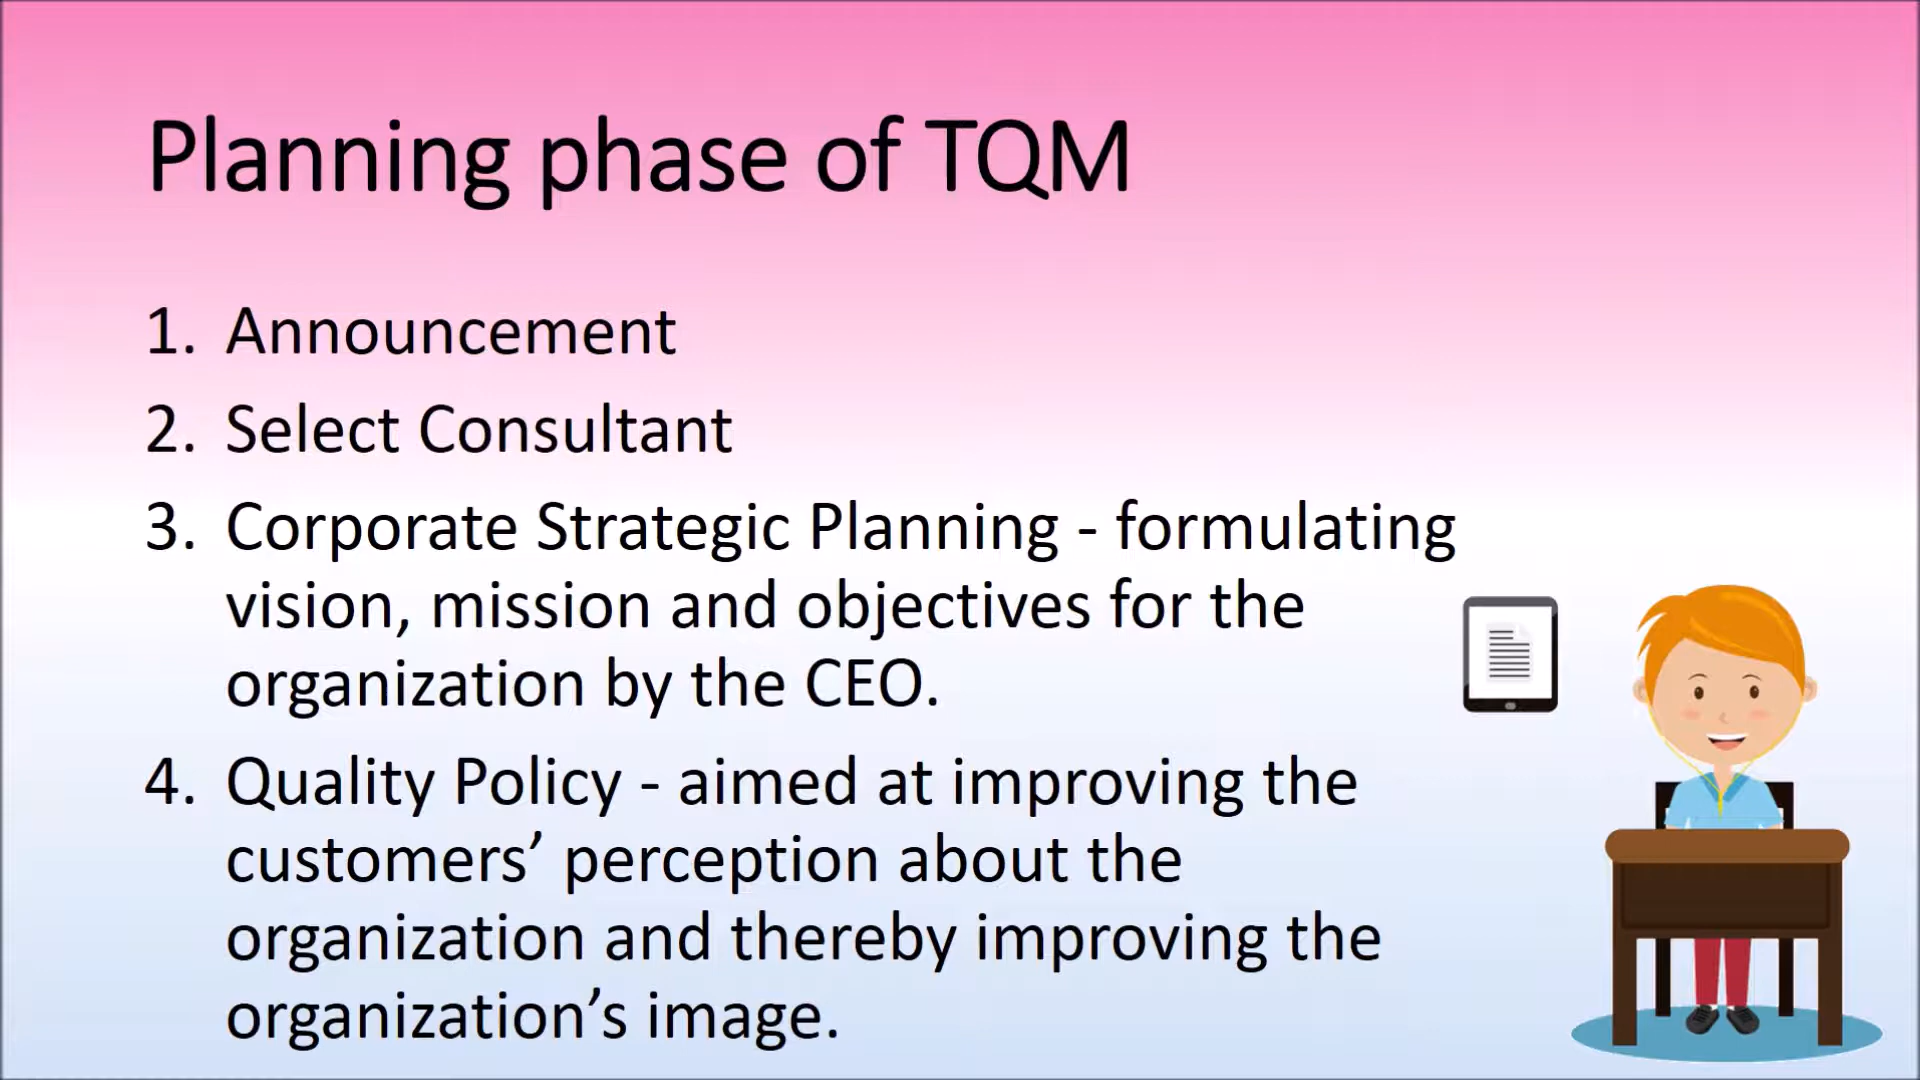 Planning phase of TQM
1. Announcement
2. Select Consultant
3. Corporate Strategic Planning - formulating
vision, mission and objectives for the
organization by the CEO.
4. Quality Policy - aimed at improving the
customers’ perception about the
organization and thereby improving the
organization’s image.